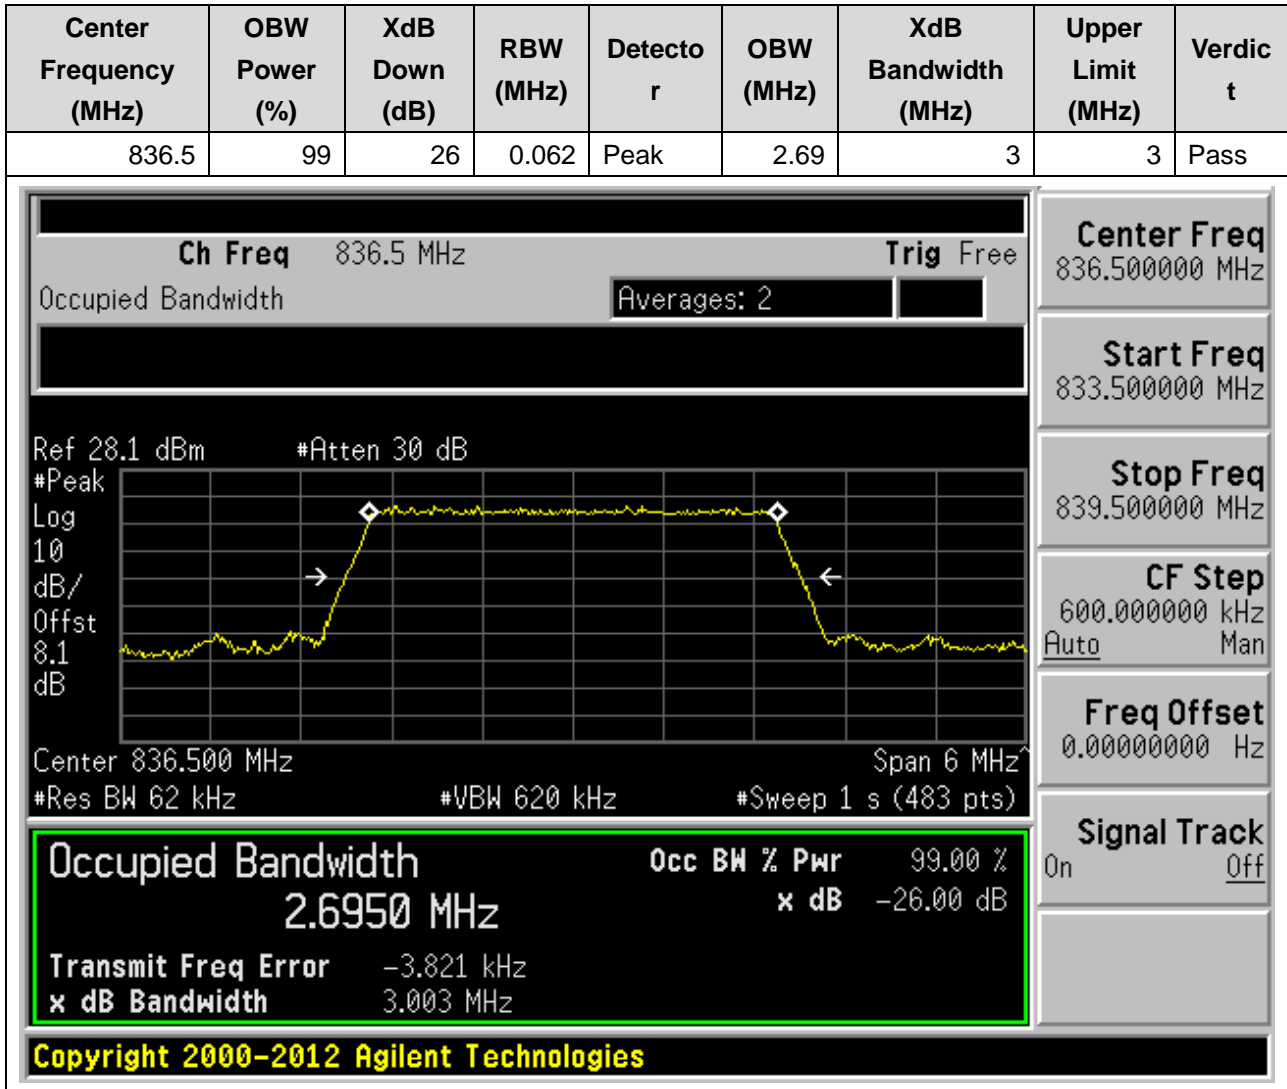 Center Frequency (MHz) OBW Power (%) XdB Down (dB) RBW (MHz) Detecto r OBW (MHz) XdB Bandwidth (MHz) Upper Limit (MHz) Verdic t
836.5 99 26 0.062 Peak 2.69 3 3 Pass
Ch Freq 836.5 MHz Trig Free
Occupied Bandwidth Averages: 2
Ref 28.1 dBm #Atten 30 dB
#Peak
Log
10
dB/
Offst
8.1
dB
Center 836.500 MHz Span 6 MHz^
#Res BW 62 kHz #VBW 620 kHz #Sweep 1 s (483 pts)
Occupied Bandwidth Occ BW % Pwr 99.00 %
2.6950 MHz x dB -26.00 dB
Transmit Freq Error -3.821 kHz
x dB Bandwidth 3.003 MHz
Copyright 2000-2012 Agilent Technologies
Center Freq
836.500000 MHz
Start Freq
833.500000 MHz
Stop Freq
839.500000 MHz
CF Step
600.000000 kHz
Auto Man
Freq Offset
0.00000000 Hz
Signal Track
On Off